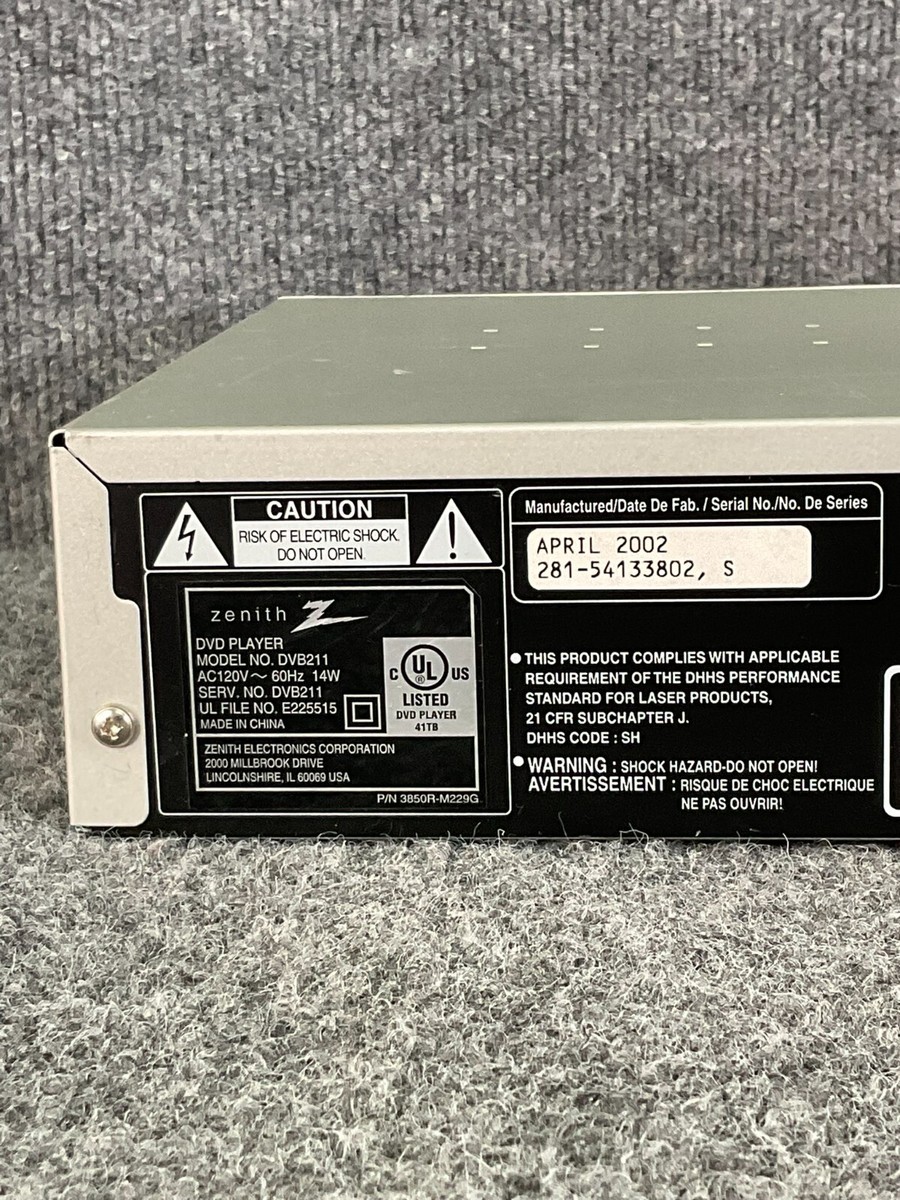 CAUTION
RISK OF ELECTRIC SHOCK.
DO NOT OPEN.
Manufactured/Date De Fab. / Serial No./No. De Series
APRIL 2002
281-54133802, S
zenith
DVD PLAYER
MODEL NO. DVB211
AC120V~ 60Hz 14W
SERV. NO. DVB211
UL FILE NO. E225515
MADE IN CHINA
C UL US
®
LISTED
DVD PLAYER
41TB
ZENITH ELECTRONICS CORPORATION
2000 MILLBROOK DRIVE
LINCOLNSHIRE, IL 60069 USA
P/N 3850R-M229G
● THIS PRODUCT COMPLIES WITH APPLICABLE
REQUIREMENT OF THE DHHS PERFORMANCE
STANDARD FOR LASER PRODUCTS,
21 CFR SUBCHAPTER J.
DHHS CODE : SH
● WARNING : SHOCK HAZARD-DO NOT OPEN!
AVERTISSEMENT : RISQUE DE CHOC ELECTRIQUE
NE PAS OUVRIR!